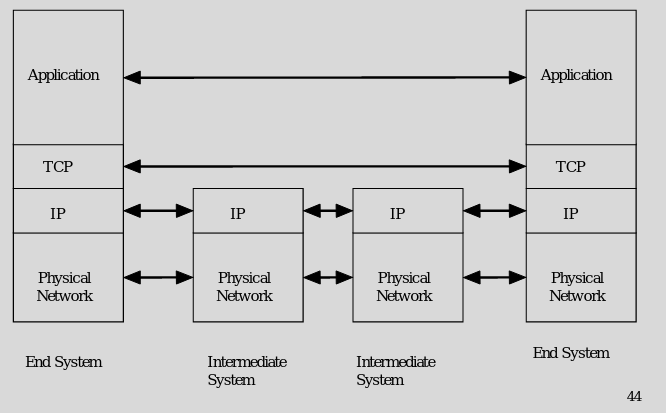 Application
Application
TCP
TCP
IP
IP
IP
IP
Physical
Network
Physical
Network
Physical
Network
Physical
Network
End System
Intermediate
System
Intermediate
System
End System
44